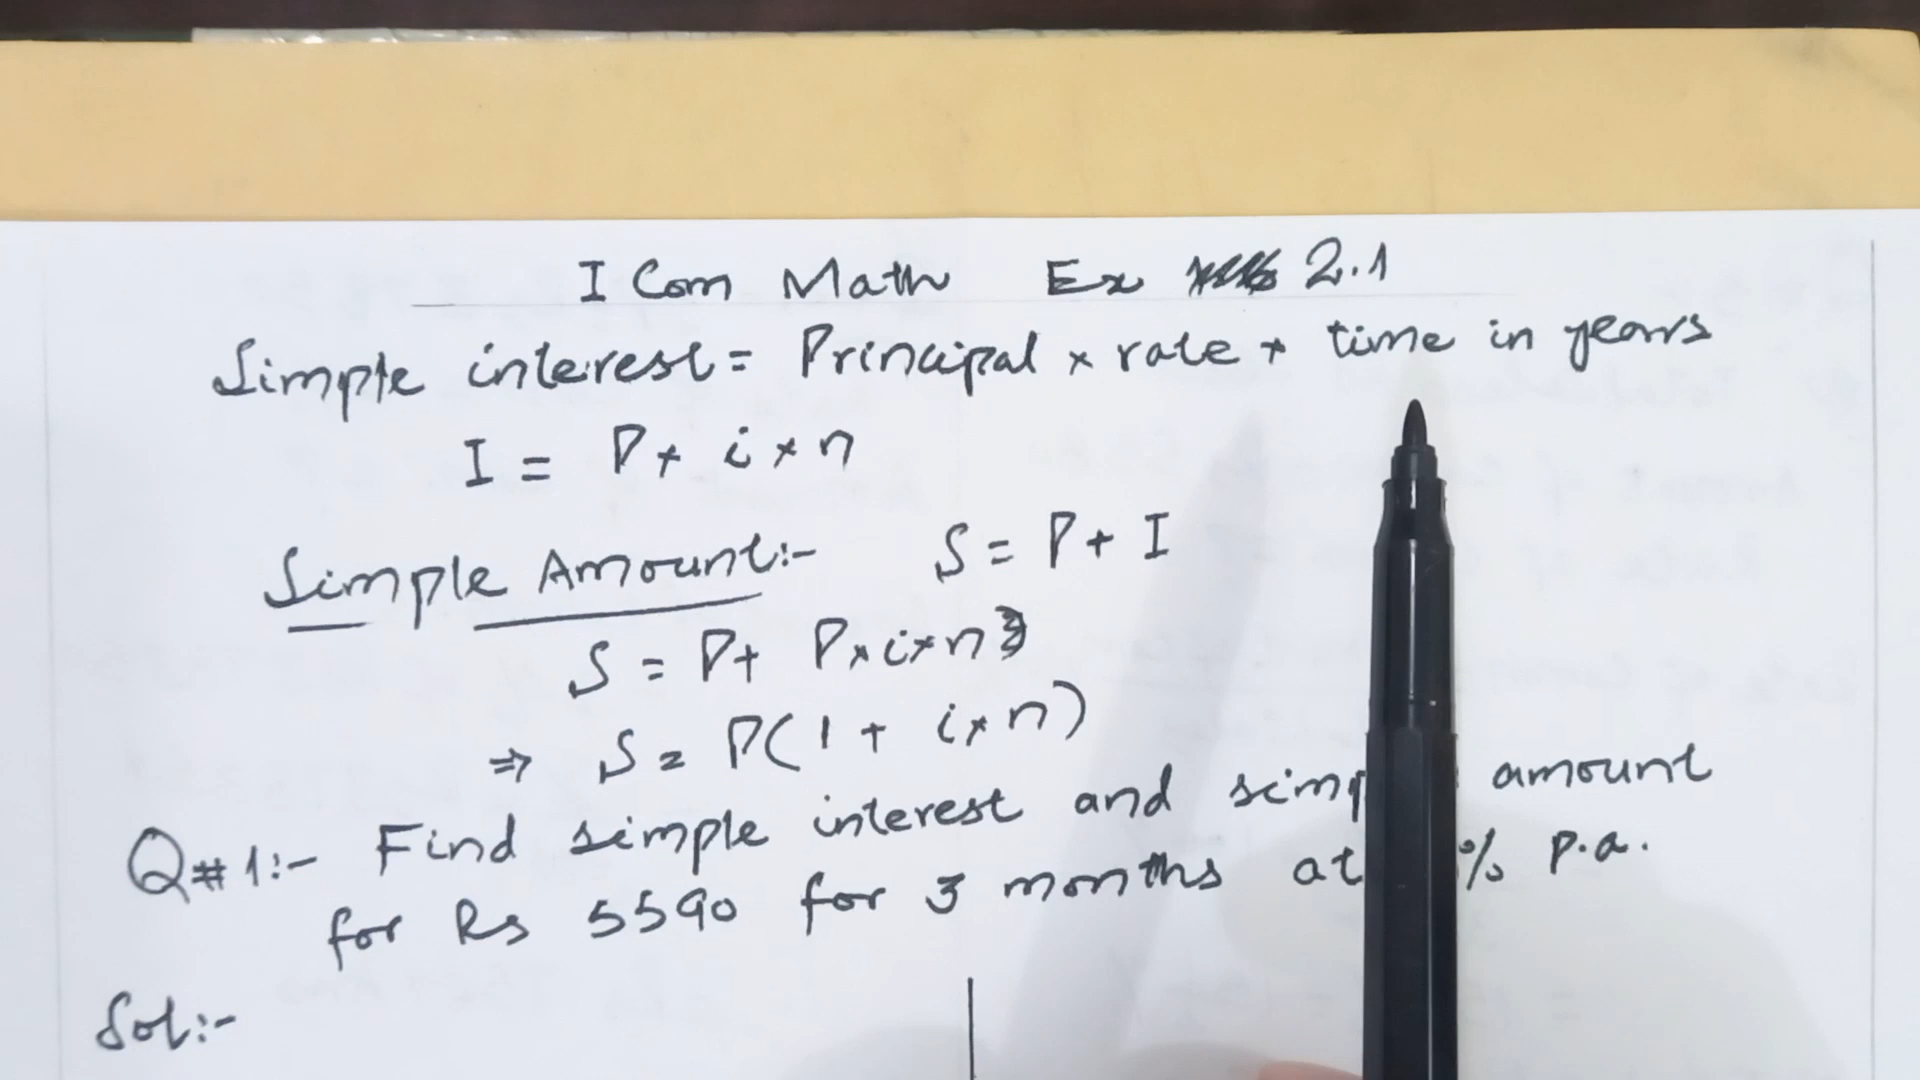 I Com Math Ex 2.1
Simple interest = Principal × rate × time in years
I = P × i × n
Simple Amount:- S = P + I
S = P + P × i × n
⇒ S = P(1 + i × n)
Q#1:- Find simple interest and amount
for Rs 5590 for 3 months at % p.a.
Sol:-